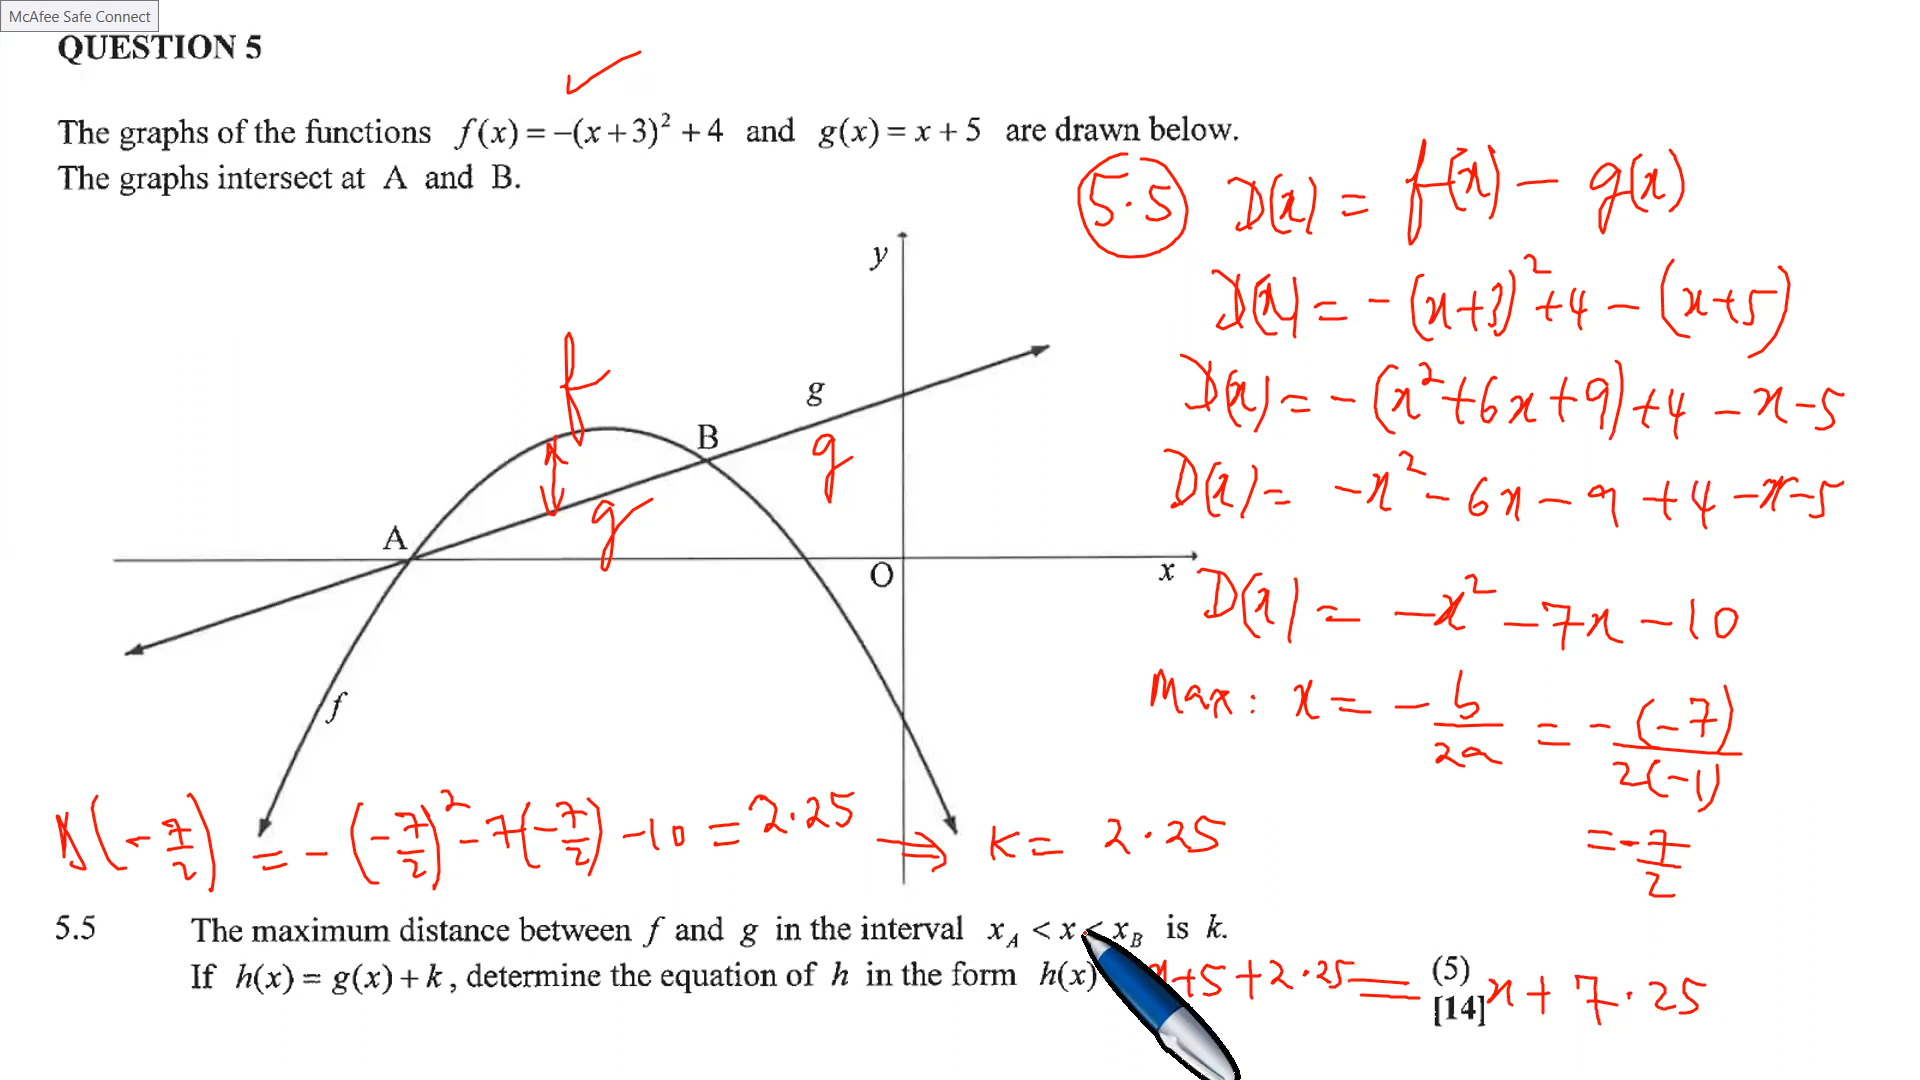 McAfee Safe Connect
QUESTION 5
The graphs of the functions f(x) = –(x+3)² + 4 and g(x) = x + 5 are drawn below.
The graphs intersect at A and B.
5.5 D(x) = f(x) – g(x)
D(x) = –(x+3)² + 4 – (x+5)
D(x) = –(x² + 6x + 9) + 4 – x – 5
D(x) = –x² – 6x – 9 + 4 – x – 5
D(x) = –x² – 7x – 10
Max: x = –b/2a = –(–7)/2(–1)
= –7/2
y
f
g
B
g
g
A
O
x
f
D(–7/2) = –(–7/2)² – 7(–7/2) – 10 = 2.25 ⇒ K = 2.25
5.5 The maximum distance between f and g in the interval x_A < x < x_B is k.
If h(x) = g(x) + k, determine the equation of h in the form h(x) x + 5 + 2.25 = x + 7.25
(5)
[14]